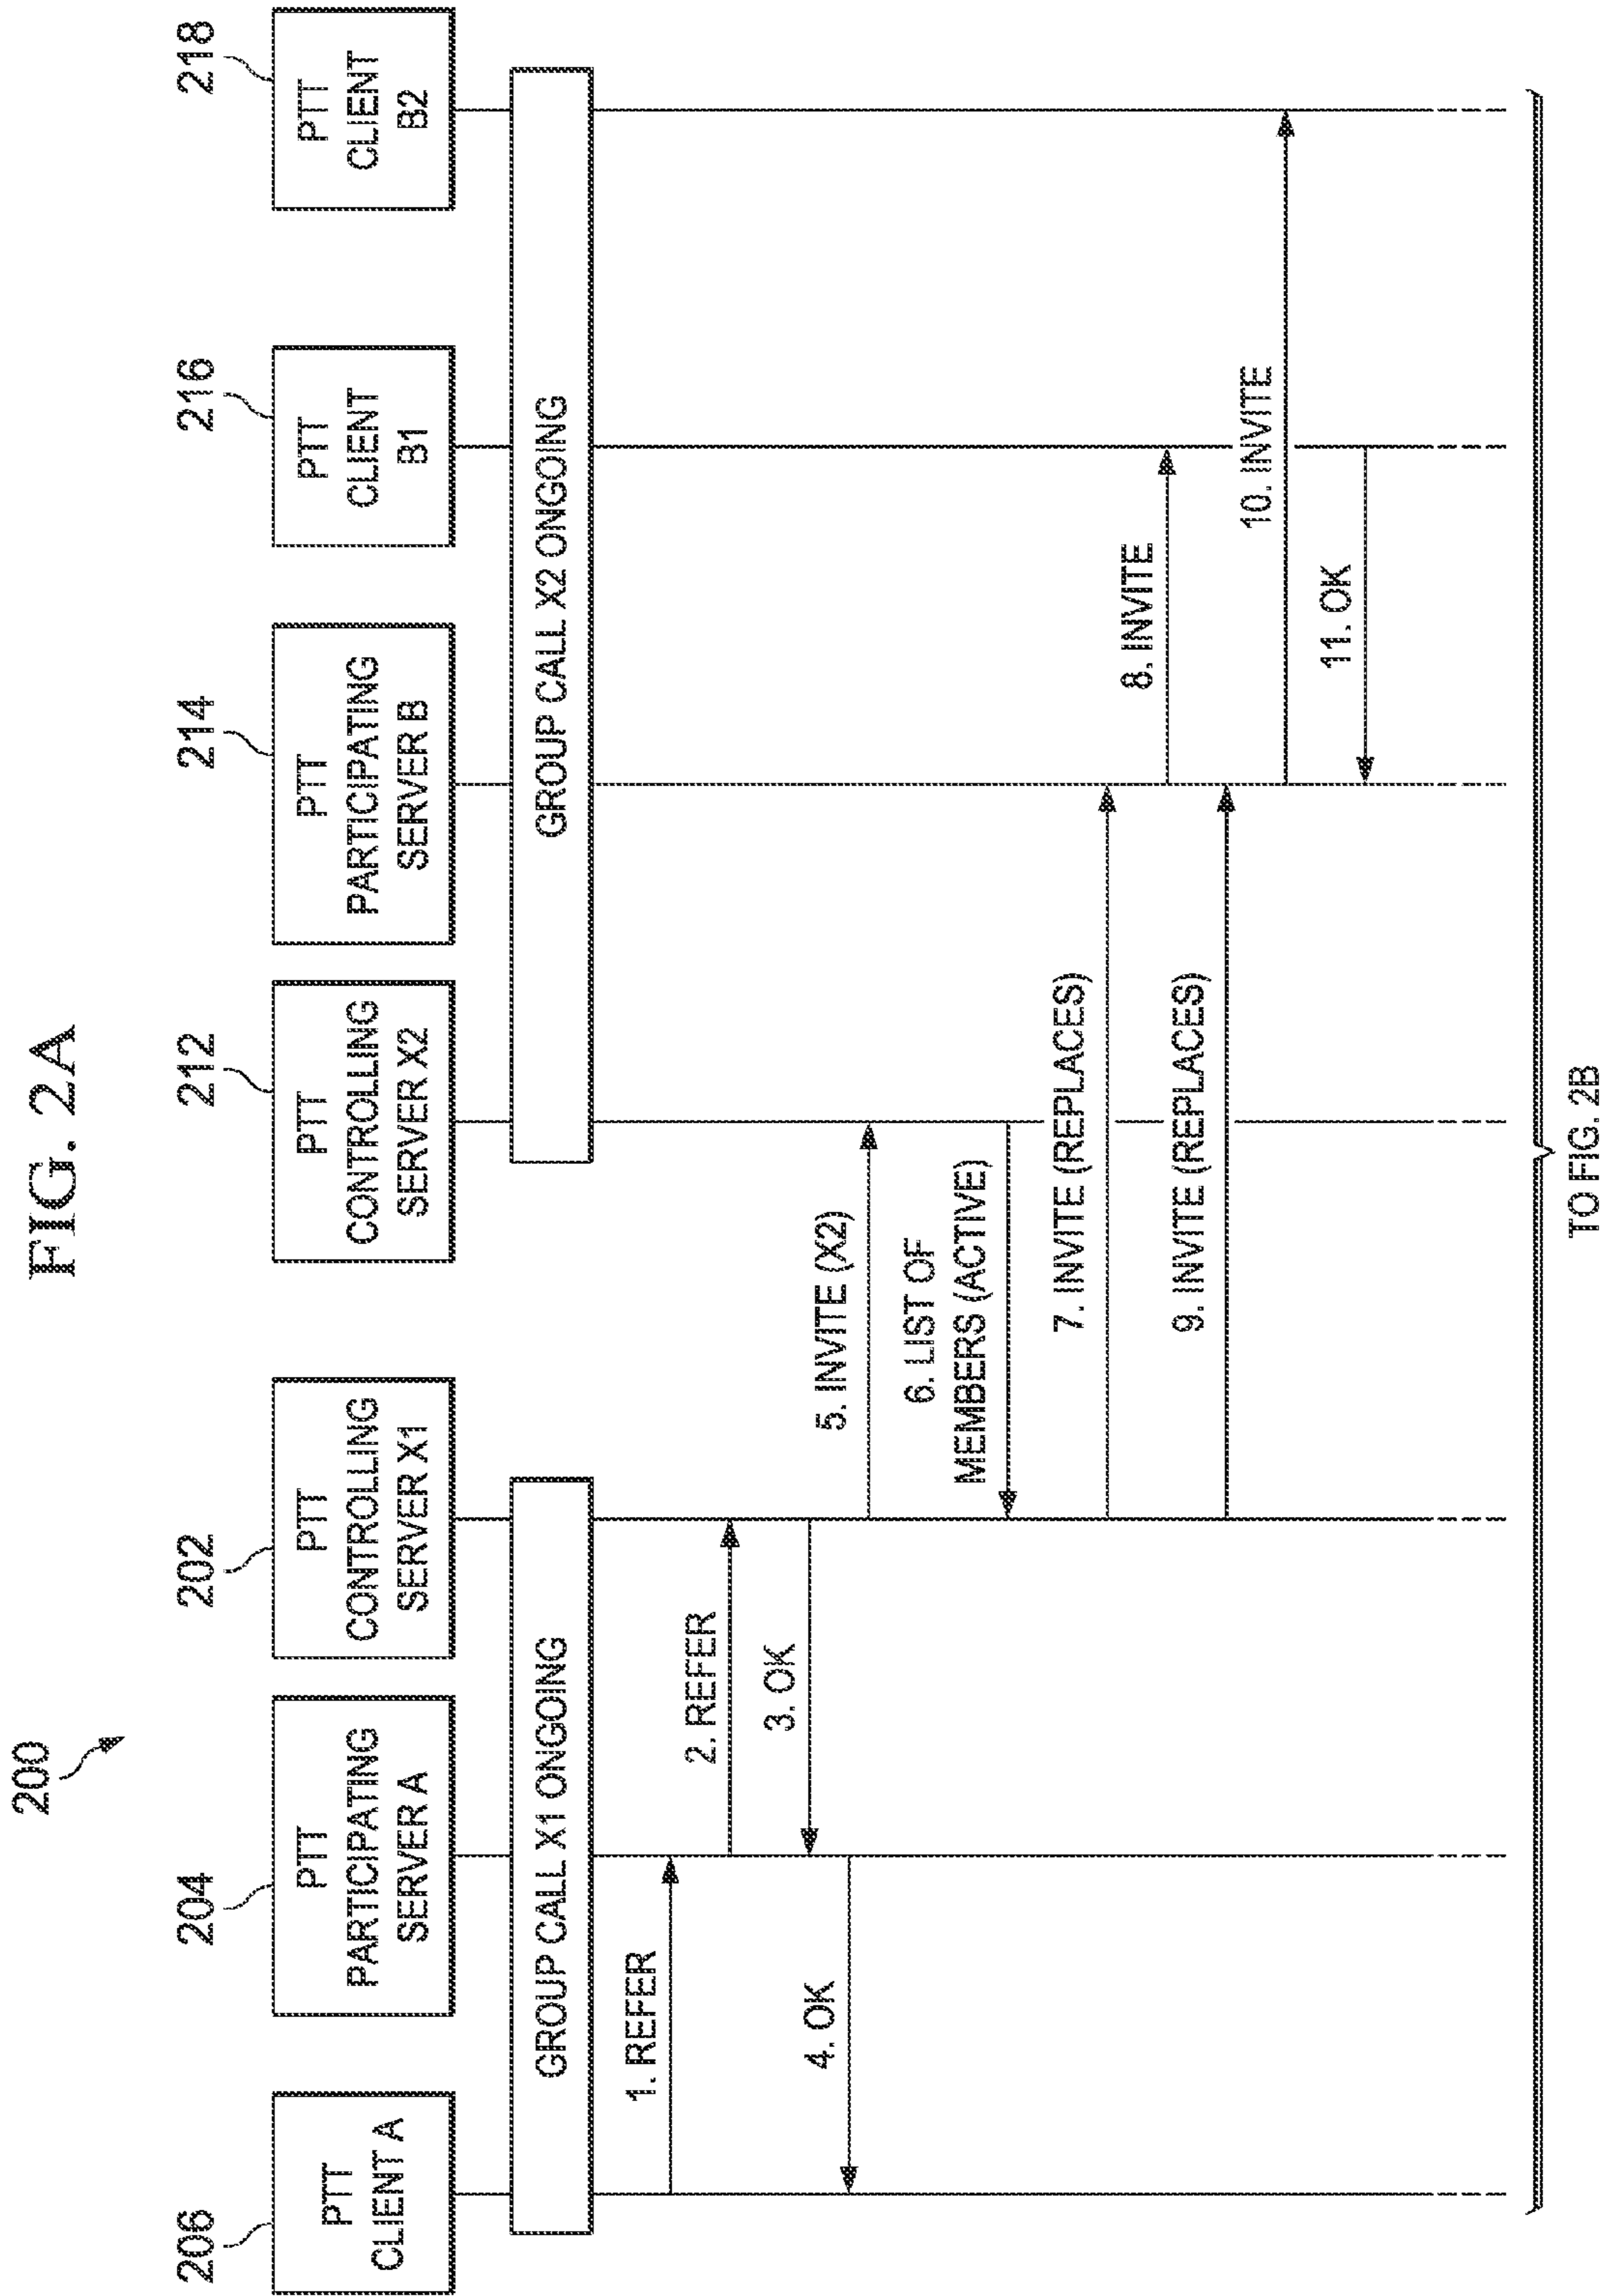 FIG. 2A
200
206
204
202
212
214
216
218
PTT
CLIENT A
PTT
PARTICIPATING
SERVER A
PTT
CONTROLLING
SERVER X1
PTT
CONTROLLING
SERVER X2
PTT
PARTICIPATING
SERVER B
PTT
CLIENT
B1
PTT
CLIENT
B2
GROUP CALL X1 ONGOING
GROUP CALL X2 ONGOING
1. REFER
2. REFER
3. OK
4. OK
5. INVITE (X2)
6. LIST OF
MEMBERS (ACTIVE)
7. INVITE (REPLACES)
8. INVITE
9. INVITE (REPLACES)
10. INVITE
11. OK
TO FIG. 2B